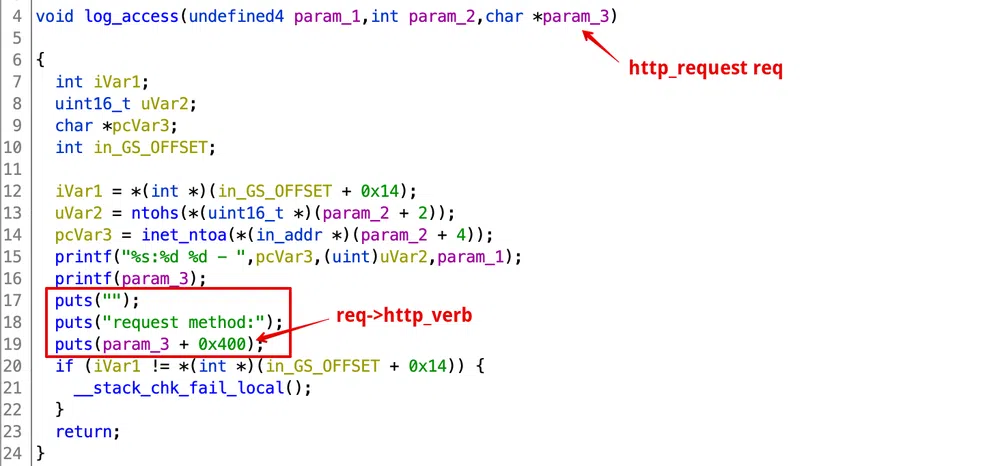 4 void log_access(undefined4 param_1,int param_2,char *param_3)
5
http_request req
6 {
7 int iVar1;
8 uint16_t uVar2;
9 char *pcVar3;
10 int in_GS_OFFSET;
11
12 iVar1 = *(int *)(in_GS_OFFSET + 0x14);
13 uVar2 = ntohs(*(uint16_t *)(param_2 + 2));
14 pcVar3 = inet_ntoa(*(in_addr *)(param_2 + 4));
15 printf("%s:%d %d - ",pcVar3,(uint)uVar2,param_1);
16 printf(param_3);
17 puts("");
18 puts("request method:");
req->http_verb
19 puts(param_3 + 0x400);
20 if (iVar1 != *(int *)(in_GS_OFFSET + 0x14)) {
21 __stack_chk_fail_local();
22 }
23 return;
24 }